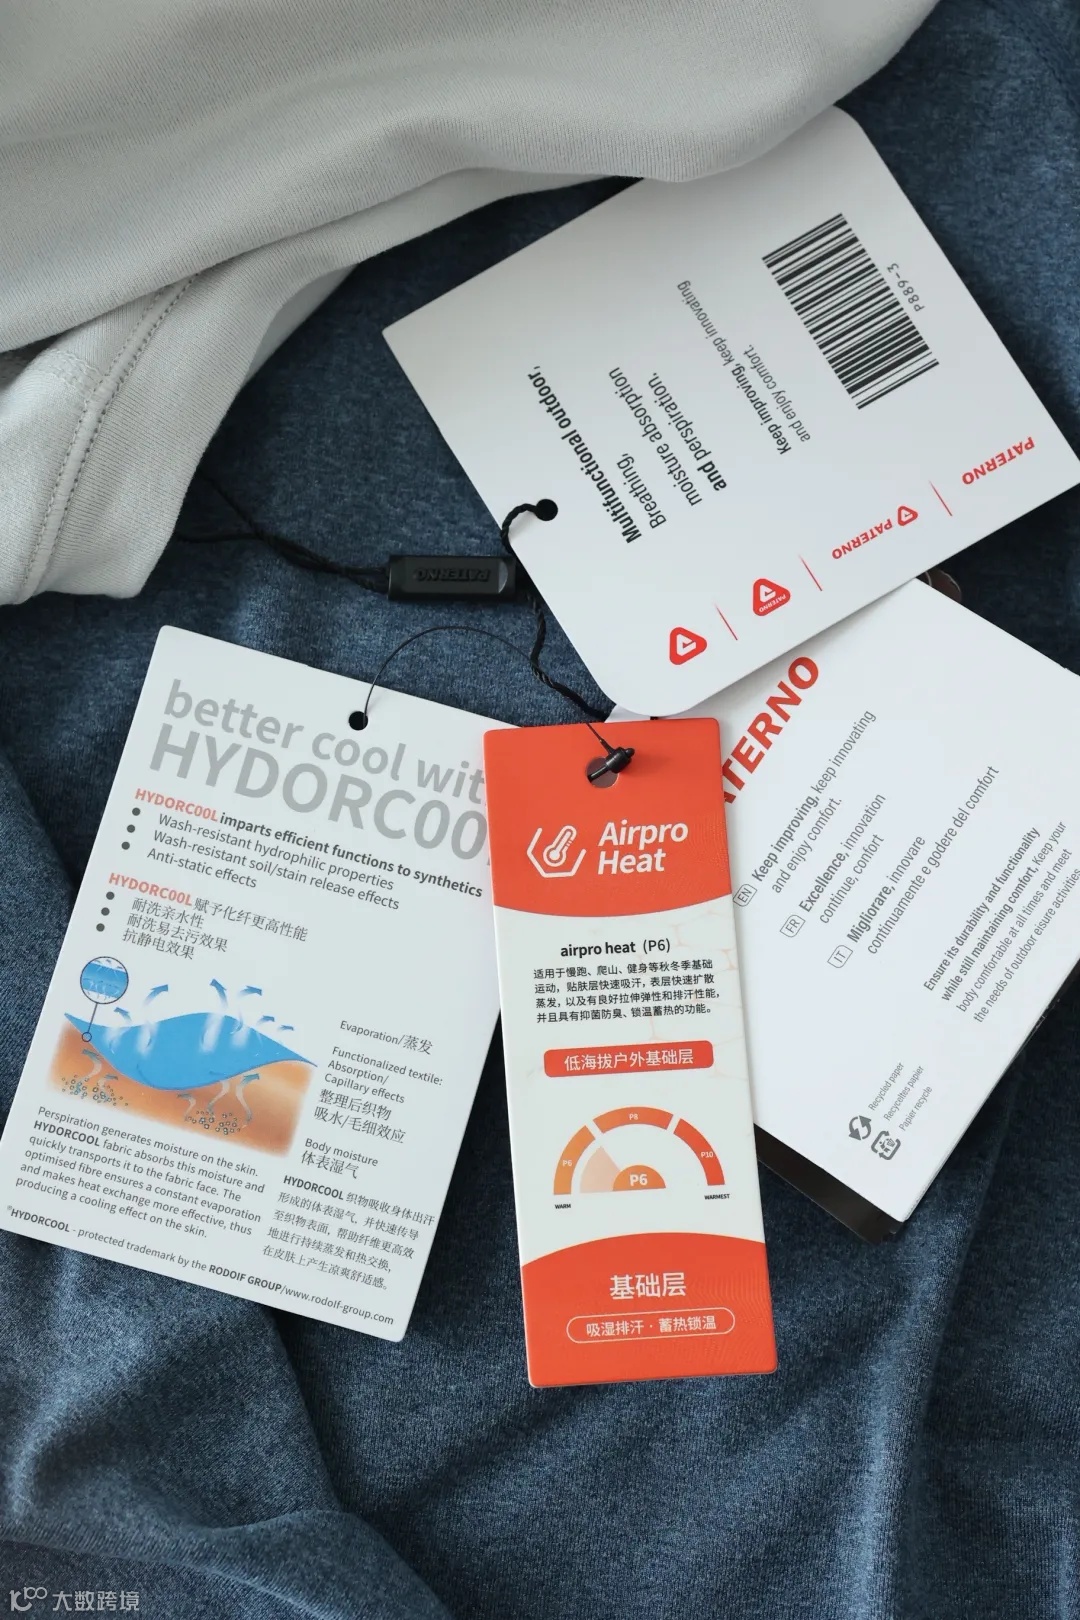 P889-3
Keep improving, keep innovating
and enjoy comfort.
Multifunctional outdoor,
Breathing,
moisture absorption
and perspiration.
PATERNO
PATERNO
PATERNO
PATERNO
better cool wit
HYDORC00
HYDORC00L imparts efficient functions to synthetics
Wash-resistant hydrophilic properties
Wash-resistant soil/stain release effects
Anti-static effects
HYDORC00L 赋予化纤更高性能
耐洗亲水性
耐洗易去污效果
抗静电效果
Evaporation/蒸发
Functionalized textile:
Absorption/
Capillary effects
整理后织物
吸水/毛细效应
Body moisture
体表湿气
Perspiration generates moisture on the skin.
HYDORCOOL fabric absorbs this moisture and
quickly transports it to the fabric face. The
optimised fibre ensures a constant evaporation
and makes heat exchange more effective, thus
producing a cooling effect on the skin.
HYDORCOOL 织物吸收身体出汗
形成的体表湿气，并快速传导
至织物表面，帮助纤维更高效
地进行持续蒸发和热交换，
在皮肤上产生凉爽舒适感。
®HYDORCOOL - protected trademark by the RODOIF GROUP/www.rodolf-group.com
Airpro
Heat
airpro heat (P6)
适用于慢跑、爬山、健身等秋冬季基础
运动，贴肤层快速吸汗，表层快速扩散
蒸发，以及有良好拉伸弹性和排汗性能，
并且具有抑菌防臭、锁温蓄热的功能。
低海拔户外基础层
P6
P8
P10
P6
WARM
WARMEST
基础层
吸湿排汗 · 蓄热锁温
TERNO
EN Keep improving, keep innovating
and enjoy comfort.
FR Excellence, innovation
continue, confort
IT Migliorare, innovare
continuamente e godere del comfort
Ensure its durability and functionality
while still maintaining comfort, Keep your
body comfortable at all times and meet
the needs of outdoor eisure activities
Recycled paper
Recycettes papier
Papier recycle
大数跨境